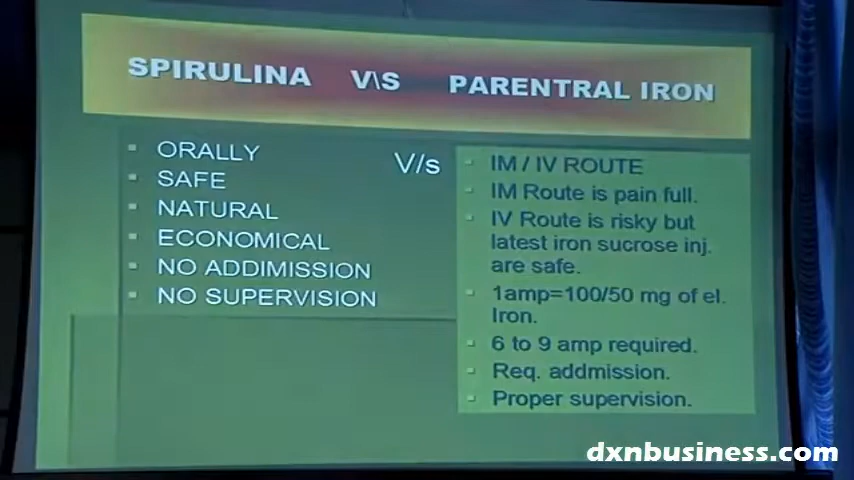 SPIRULINA V\S PARENTRAL IRON
ORALLY
SAFE
NATURAL
ECONOMICAL
NO ADDIMISSION
NO SUPERVISION
V/s
IM / IV ROUTE
IM Route is pain full.
IV Route is risky but
latest iron sucrose inj.
are safe.
1amp=100/50 mg of el.
Iron.
6 to 9 amp required.
Req. addmission.
Proper supervision.
dxnbusiness.com